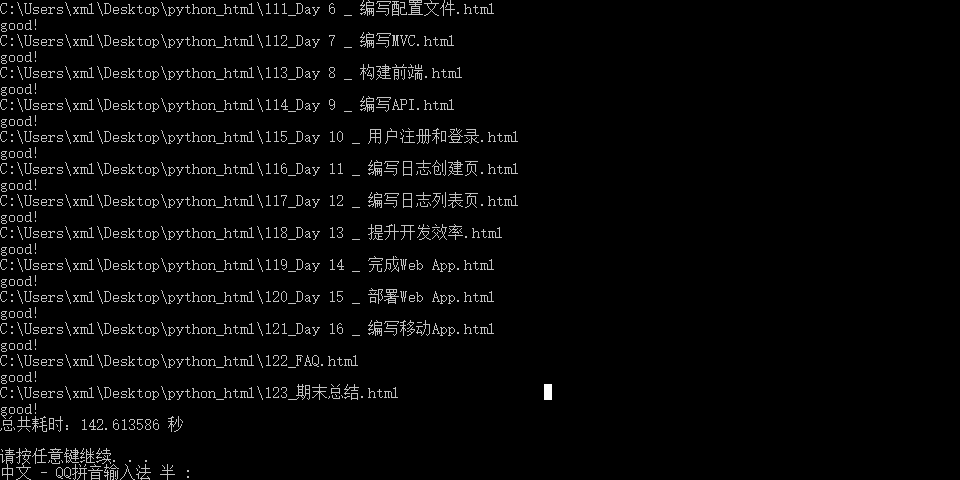 C:\Users\xml\Desktop\python_html\111_Day 6 _ 编写配置文件.html
good!
C:\Users\xml\Desktop\python_html\112_Day 7 _ 编写MVC.html
good!
C:\Users\xml\Desktop\python_html\113_Day 8 _ 构建前端.html
good!
C:\Users\xml\Desktop\python_html\114_Day 9 _ 编写API.html
good!
C:\Users\xml\Desktop\python_html\115_Day 10 _ 用户注册和登录.html
good!
C:\Users\xml\Desktop\python_html\116_Day 11 _ 编写日志创建页.html
good!
C:\Users\xml\Desktop\python_html\117_Day 12 _ 编写日志列表页.html
good!
C:\Users\xml\Desktop\python_html\118_Day 13 _ 提升开发效率.html
good!
C:\Users\xml\Desktop\python_html\119_Day 14 _ 完成Web App.html
good!
C:\Users\xml\Desktop\python_html\120_Day 15 _ 部署Web App.html
good!
C:\Users\xml\Desktop\python_html\121_Day 16 _ 编写移动App.html
good!
C:\Users\xml\Desktop\python_html\122_FAQ.html
good!
C:\Users\xml\Desktop\python_html\123_期末总结.html
good!
总共耗时：142.613586 秒
请按任意键继续. . .
中文 - QQ拼音输入法 半 :